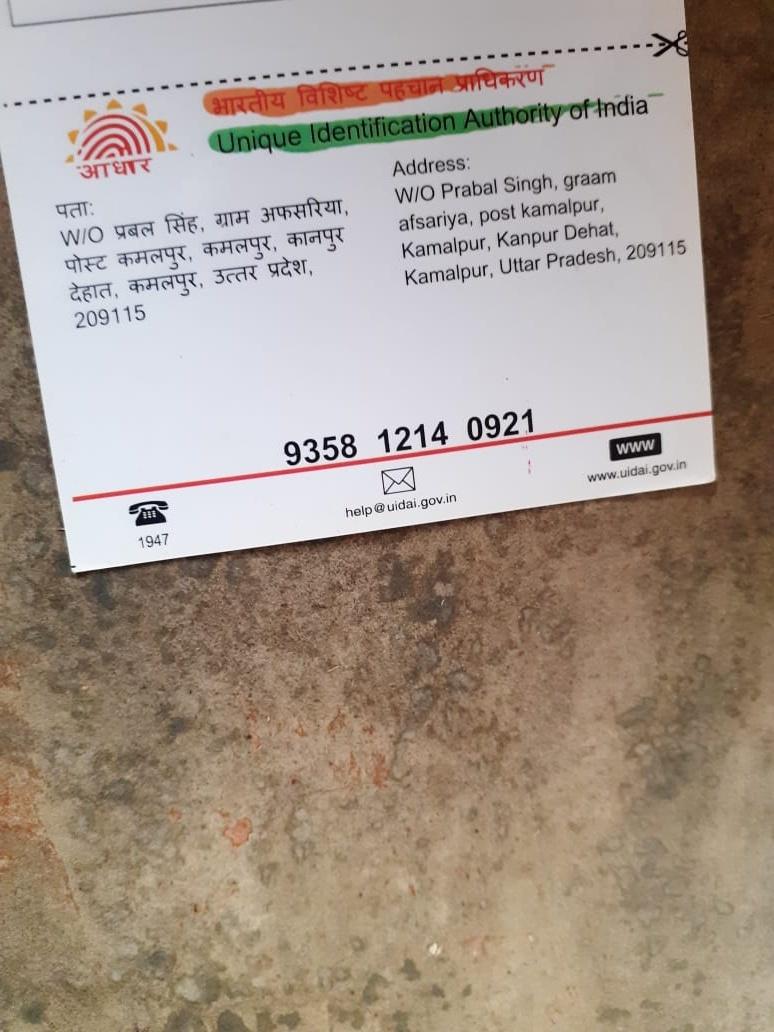 भारतीय विशिष्ट पहचान प्राधिकरण
Unique Identification Authority of India
आधार
पता:
W/O प्रबल सिंह, ग्राम अफसरिया,
पोस्ट कमलपुर, कमलपुर, कानपुर
देहात, कमलपुर, उत्तर प्रदेश,
209115
Address:
W/O Prabal Singh, graam
afsariya, post kamalpur,
Kamalpur, Kanpur Dehat,
Kamalpur, Uttar Pradesh, 209115
9358 1214 0921
1947
help@uidai.gov.in
www
www.uidai.gov.in